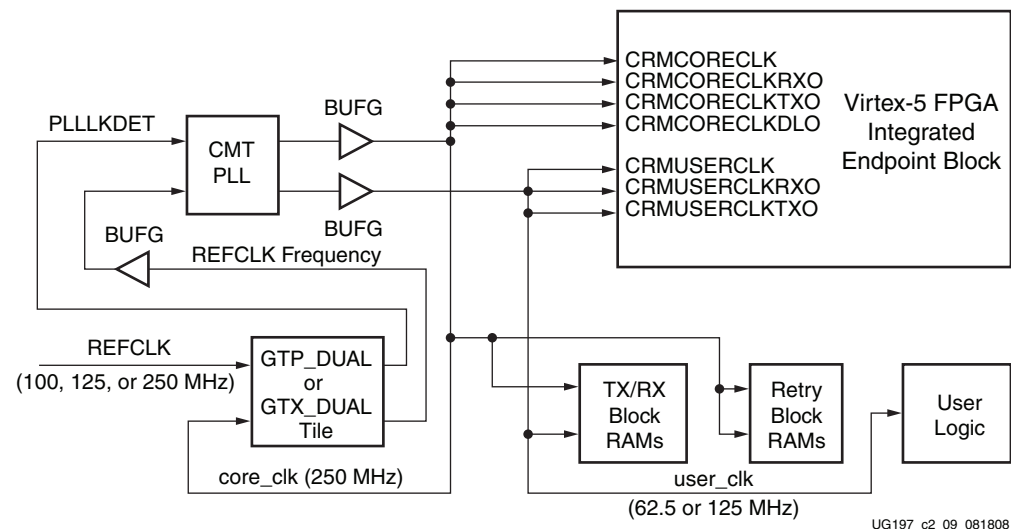 PLLLKDET
BUFG
CMT
PLL
BUFG
BUFG
REFCLK Frequency
CRMCORECLK
CRMCORECLKRXO
CRMCORECLKTXO
CRMCORECLKDLO
CRMUSERCLK
CRMUSERCLKRXO
CRMUSERCLKTXO
Virtex-5 FPGA
Integrated
Endpoint Block
REFCLK
(100, 125, or 250 MHz)
GTP_DUAL
or
GTX_DUAL
Tile
core_clk (250 MHz)
TX/RX
Block
RAMs
Retry
Block
RAMs
User
Logic
user_clk
(62.5 or 125 MHz)
UG197_c2_09_081808